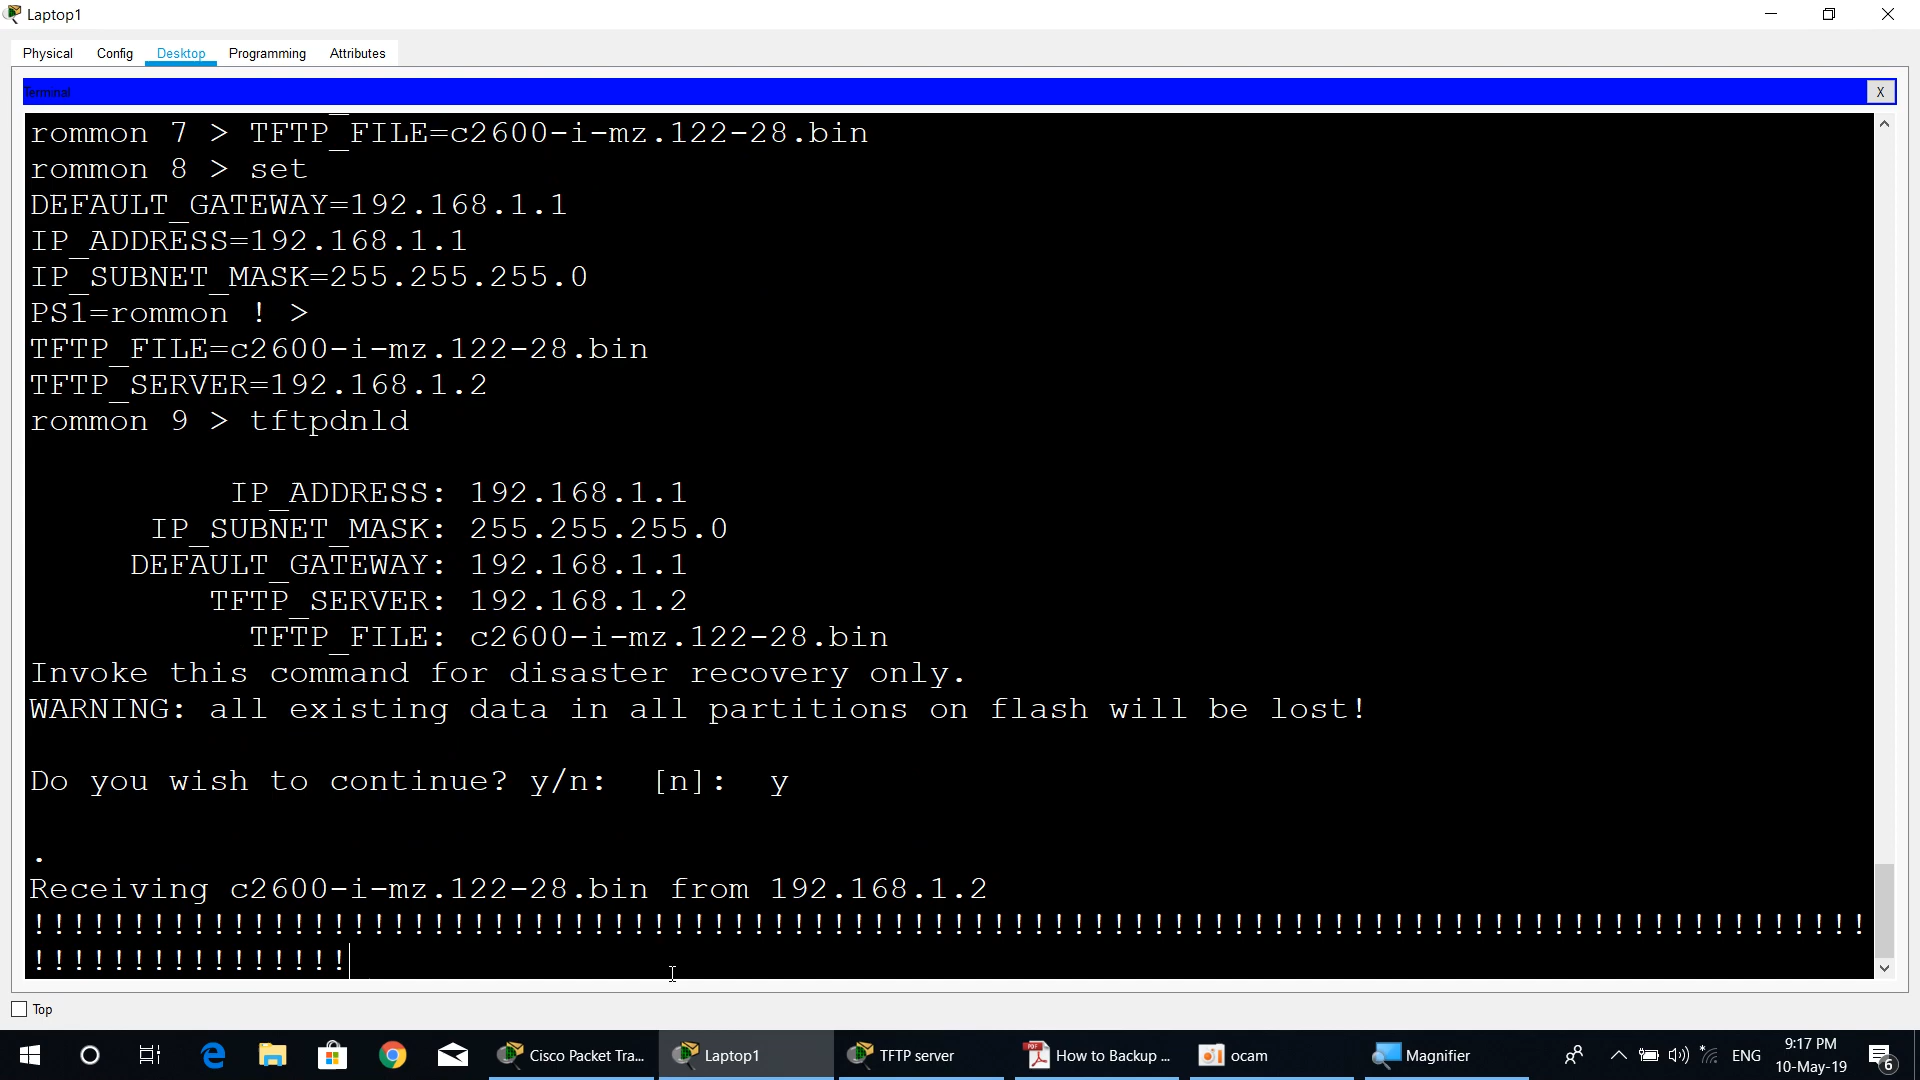 Laptop1
Physical Config Desktop Programming Attributes
Terminal
X
rommon 7 > TFTP_FILE=c2600-i-mz.122-28.bin
rommon 8 > set
DEFAULT_GATEWAY=192.168.1.1
IP_ADDRESS=192.168.1.1
IP_SUBNET_MASK=255.255.255.0
PS1=rommon ! >
TFTP_FILE=c2600-i-mz.122-28.bin
TFTP_SERVER=192.168.1.2
rommon 9 > tftpdnld
IP_ADDRESS: 192.168.1.1
IP_SUBNET_MASK: 255.255.255.0
DEFAULT_GATEWAY: 192.168.1.1
TFTP_SERVER: 192.168.1.2
TFTP_FILE: c2600-i-mz.122-28.bin
Invoke this command for disaster recovery only.
WARNING: all existing data in all partitions on flash will be lost!
Do you wish to continue? y/n:  [n]:  y
.
Receiving c2600-i-mz.122-28.bin from 192.168.1.2
!!!!!!!!!!!!!!!!!!!!!!!!!!!!!!!!!!!!!!!!!!!!!!!!!!!!!!!!!!!!!!!!!!!!!!!!!!!!!!!!!!!!!!!!!!!!
!!!!!!!!!!!!!!!!
Top
Cisco Packet Tra... Laptop1 TFTP server How to Backup ... ocam Magnifier ENG 9:17 PM
10-May-19 6